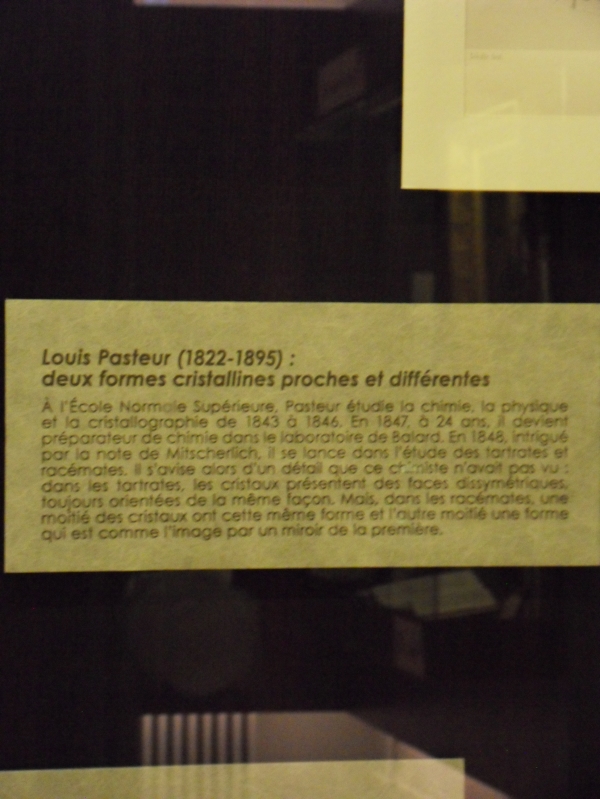 Louis Pasteur (1822-1895) :
deux formes cristallines proches et différentes
À l'École Normale Supérieure, Pasteur étudie la chimie, la physique
et la cristallographie de 1843 à 1846. En 1847, à 24 ans, il devient
préparateur de chimie dans le laboratoire de Balard. En 1848, intrigué
par la note de Mitscherlich, il se lance dans l'étude des tartrates et
racémates. Il s'avise alors d'un détail que ce chimiste n'avait pas vu :
dans les tartrates, les cristaux présentent des faces dissymétriques,
toujours orientées de la même façon. Mais, dans les racémates, une
moitié des cristaux ont cette même forme et l'autre moitié une forme
qui est comme l'image par un miroir de la première.